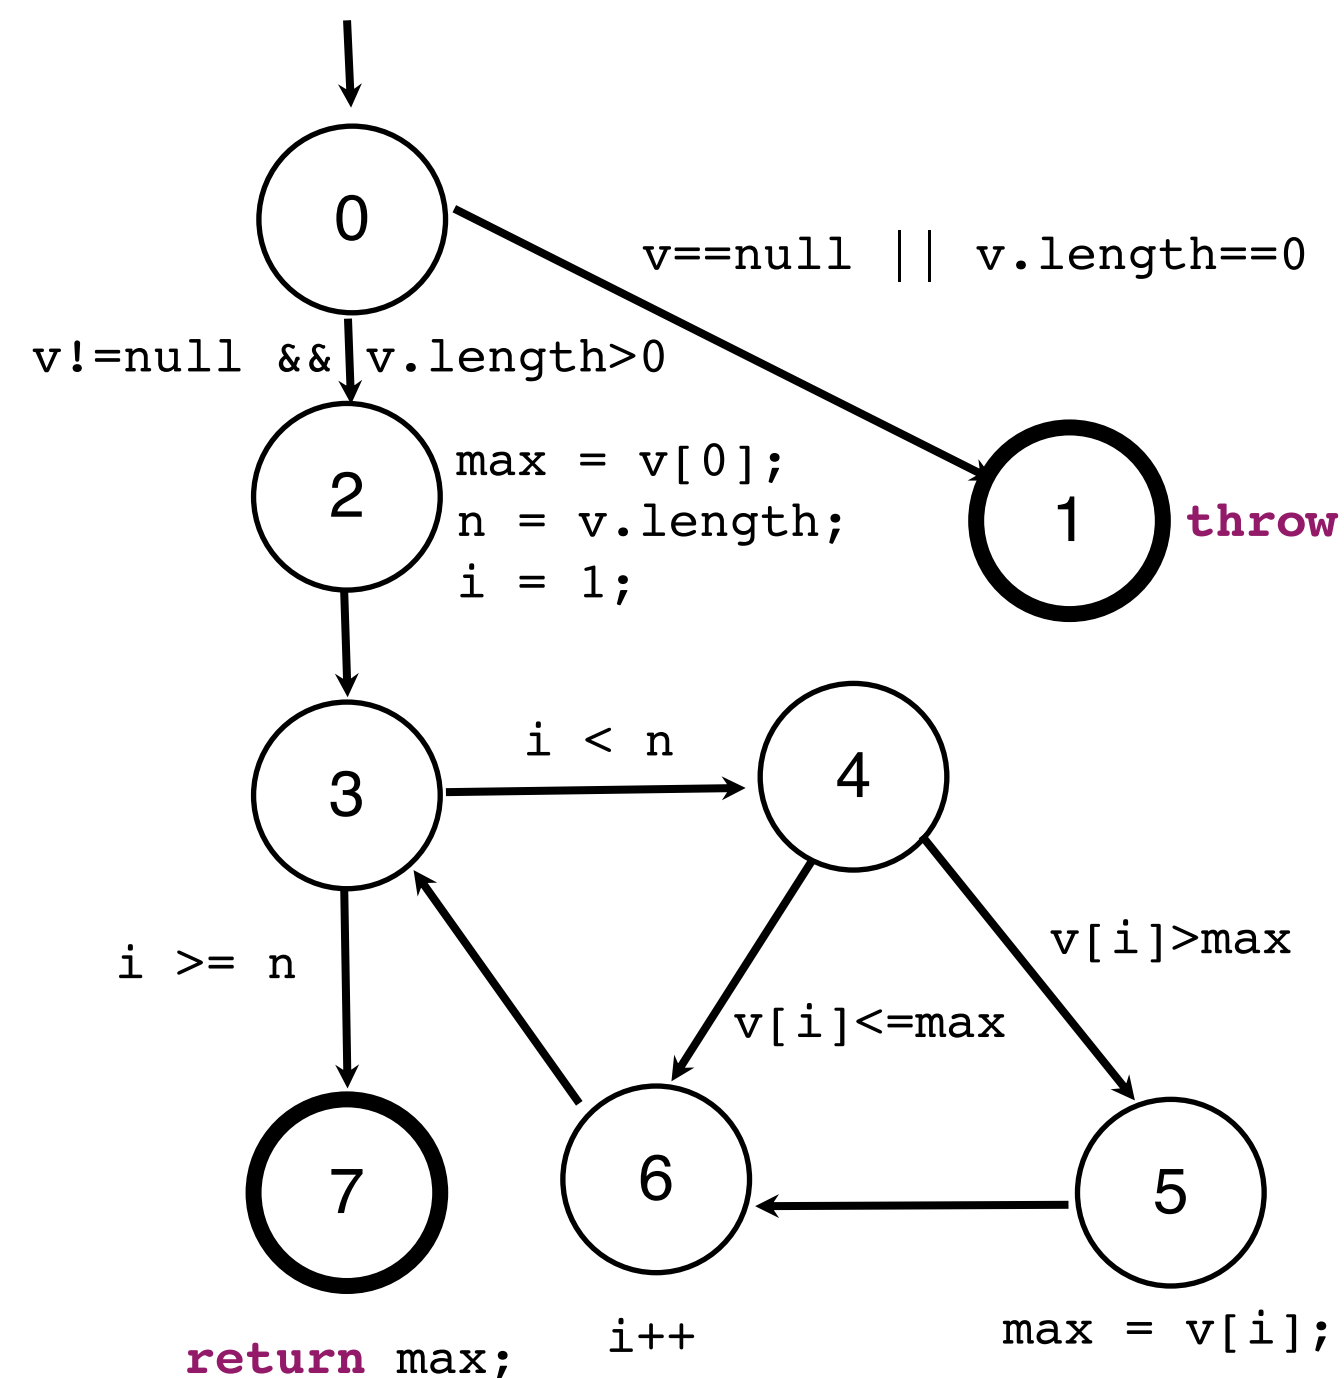 0
v==null || v.length==0
v!=null && v.length>0
2
max = v[0];
n = v.length;
i = 1;
1
throw
3
i < n
4
i >= n
v[i]>max
v[i]<=max
7
6
5
return max;
i++
max = v[i];